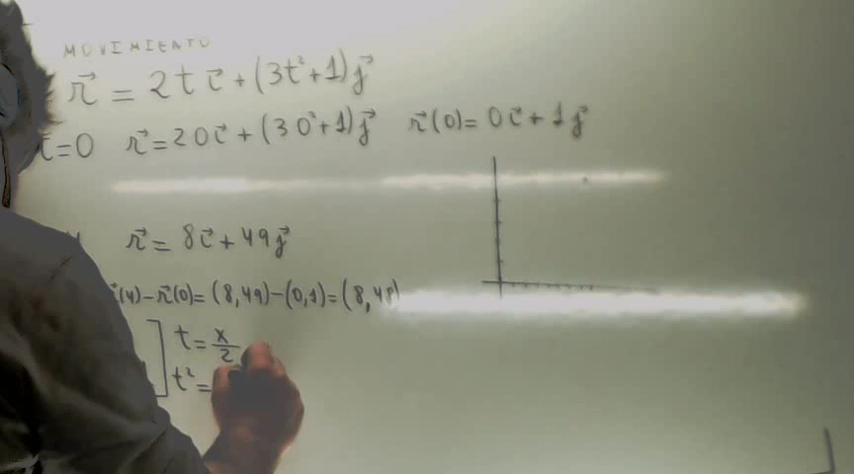 MOVIMIENTO
r⃗ = 2t i⃗ + (3t²+1) j⃗
t=0 r⃗ = 2 0 i⃗ + (3 0²+1) j⃗ r⃗(0) = 0 i⃗ + 1 j⃗
r⃗ = 8 i⃗ + 49 j⃗
(4) - r⃗(0) = (8,49) - (0,1) = (8,48)
] t = x/2
t² =